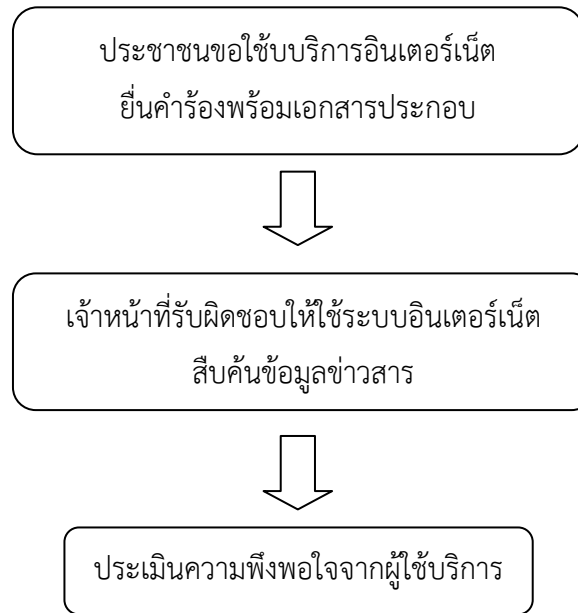 ประชาชนขอใช้บบริการอินเตอร์เน็ต
ยื่นคำร้องพร้อมเอกสารประกอบ
เจ้าหน้าที่รับผิดชอบให้ใช้ระบบอินเตอร์เน็ต
สืบค้นข้อมูลข่าวสาร
ประเมินความพึงพอใจจากผู้ใช้บริการ